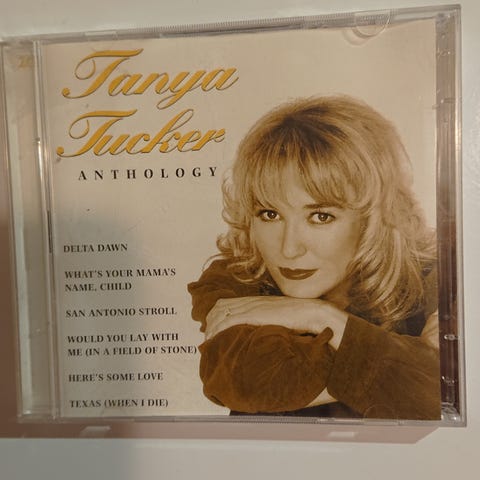 Tanya
Tucker
ANTHOLOGY
DELTA DAWN
WHAT'S YOUR MAMA'S
NAME, CHILD
SAN ANTONIO STROLL
WOULD YOU LAY WITH
ME (IN A FIELD OF STONE)
HERE'S SOME LOVE
TEXAS (WHEN I DIE)